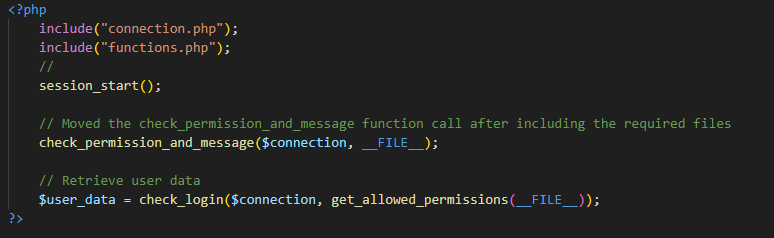 <?php
include("connection.php");
include("functions.php");
//
session_start();
// Moved the check_permission_and_message function call after including the required files
check_permission_and_message($connection, __FILE__);
// Retrieve user data
$user_data = check_login($connection, get_allowed_permissions(__FILE__));
?>